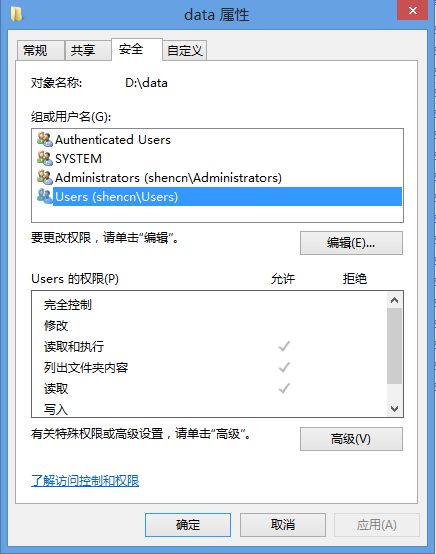 data 属性
常规 共享 安全 自定义
对象名称: D:\data
组或用户名(G):
Authenticated Users
SYSTEM
Administrators (shencn\Administrators)
Users (shencn\Users)
要更改权限，请单击“编辑”。 编辑(E)...
Users 的权限(P) 允许 拒绝
完全控制
修改
读取和执行
列出文件夹内容
读取
写入
有关特殊权限或高级设置，请单击“高级”。 高级(V)
了解访问控制和权限
确定 取消 应用(A)